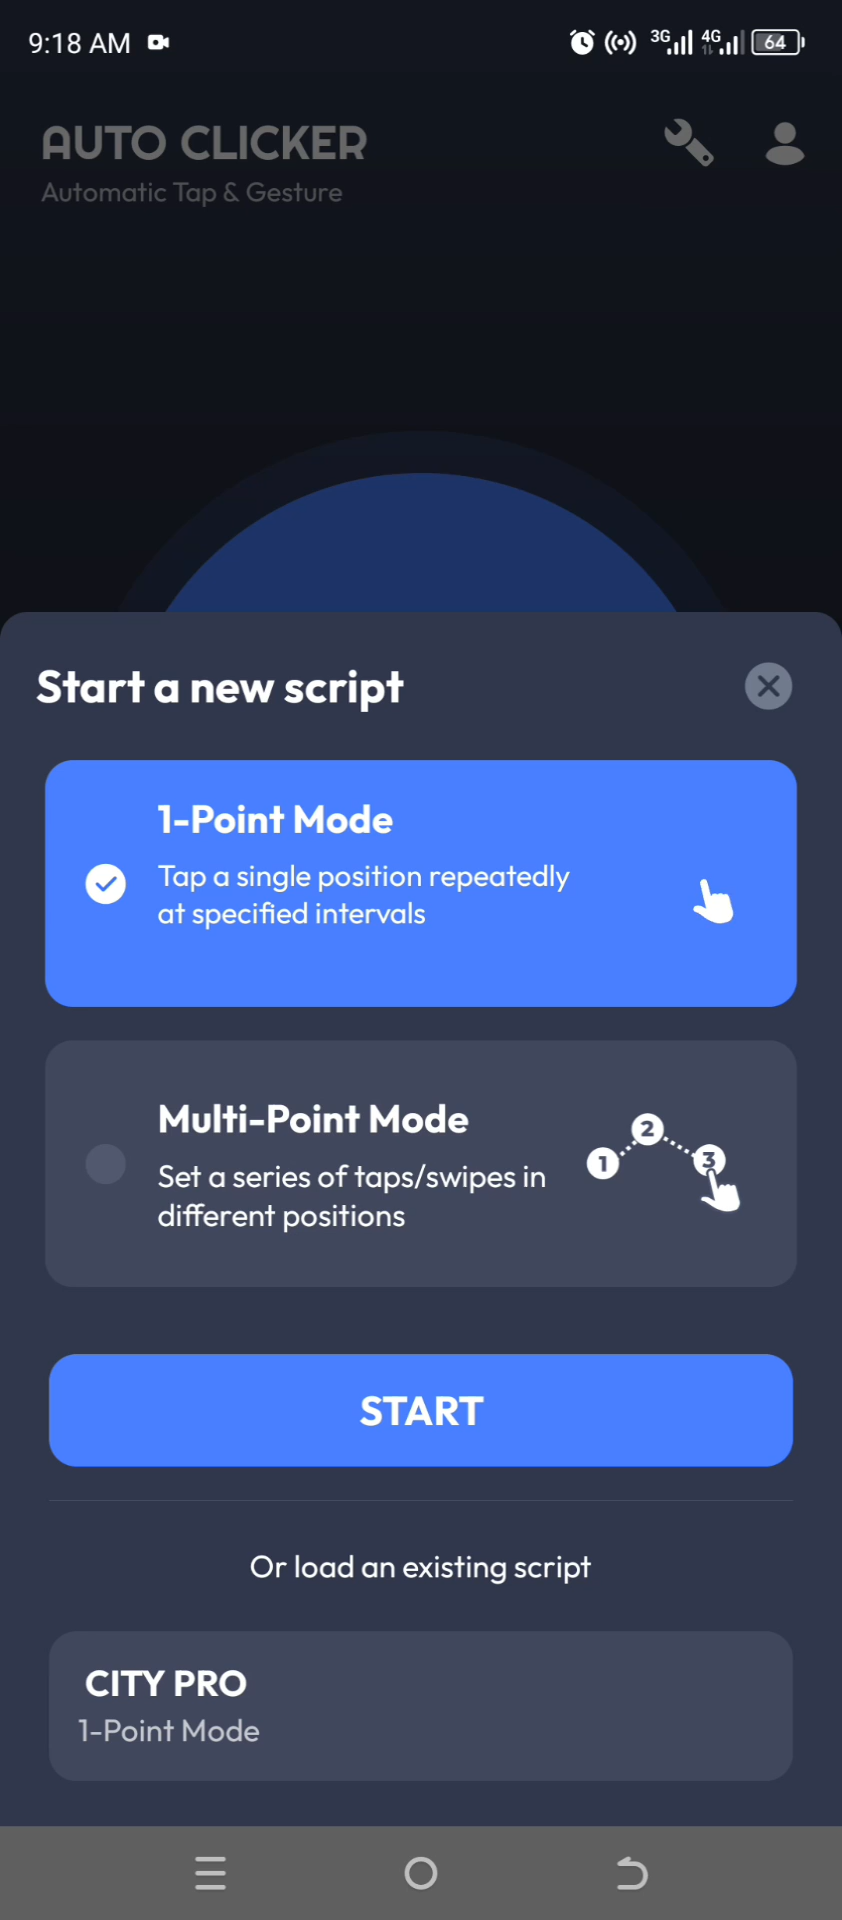 9:18 AM
3G 4G 64
AUTO CLICKER
Automatic Tap & Gesture
Start a new script
1-Point Mode
Tap a single position repeatedly
at specified intervals
Multi-Point Mode
1 2 3
Set a series of taps/swipes in
different positions
START
Or load an existing script
CITY PRO
1-Point Mode